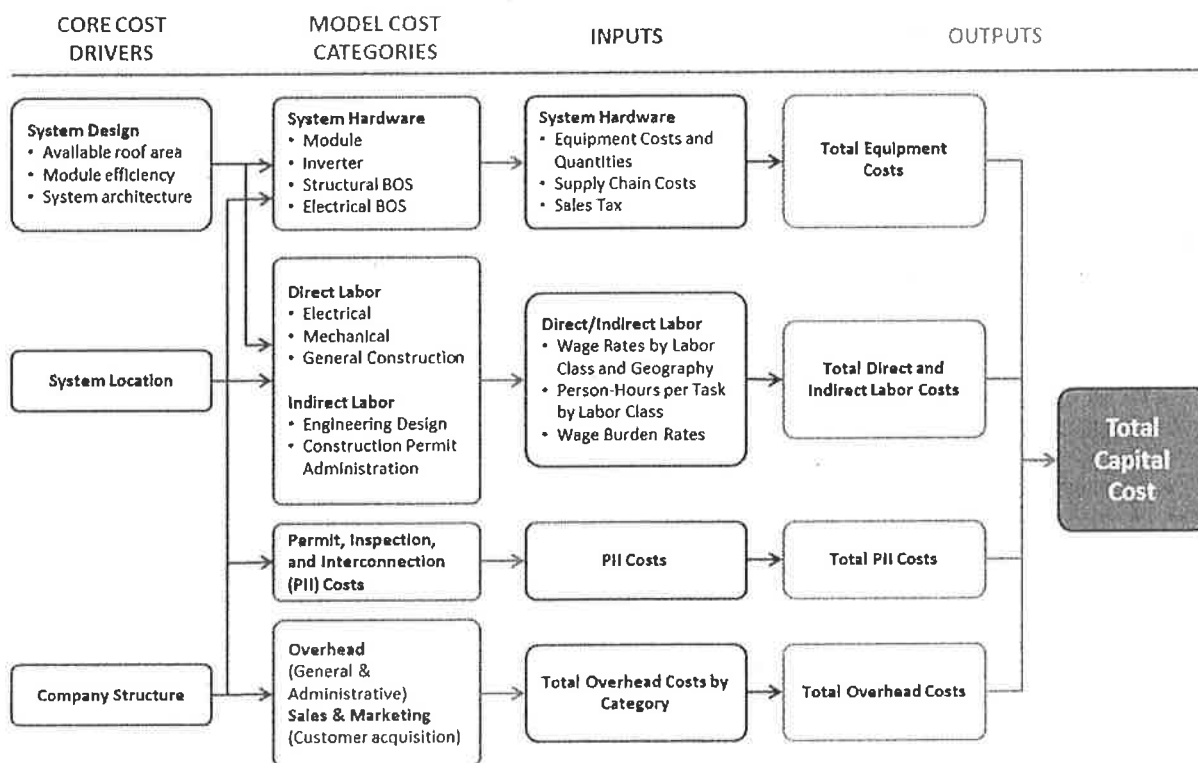 CORE COST
DRIVERS
MODEL COST
CATEGORIES
INPUTS
OUTPUTS
System Design
• Available roof area
• Module efficiency
• System architecture
System Hardware
• Module
• Inverter
• Structural BOS
• Electrical BOS
System Hardware
• Equipment Costs and
Quantities
• Supply Chain Costs
• Sales Tax
Total Equipment
Costs
System Location
Direct Labor
• Electrical
• Mechanical
• General Construction
Indirect Labor
• Engineering Design
• Construction Permit
Administration
Direct/Indirect Labor
• Wage Rates by Labor
Class and Geography
• Person-Hours per Task
by Labor Class
• Wage Burden Rates
Total Direct and
Indirect Labor Costs
Total
Capital
Cost
Permit, Inspection,
and Interconnection
(PII) Costs
PII Costs
Total PII Costs
Company Structure
Overhead
(General &
Administrative)
Sales & Marketing
(Customer acquisition)
Total Overhead Costs by
Category
Total Overhead Costs